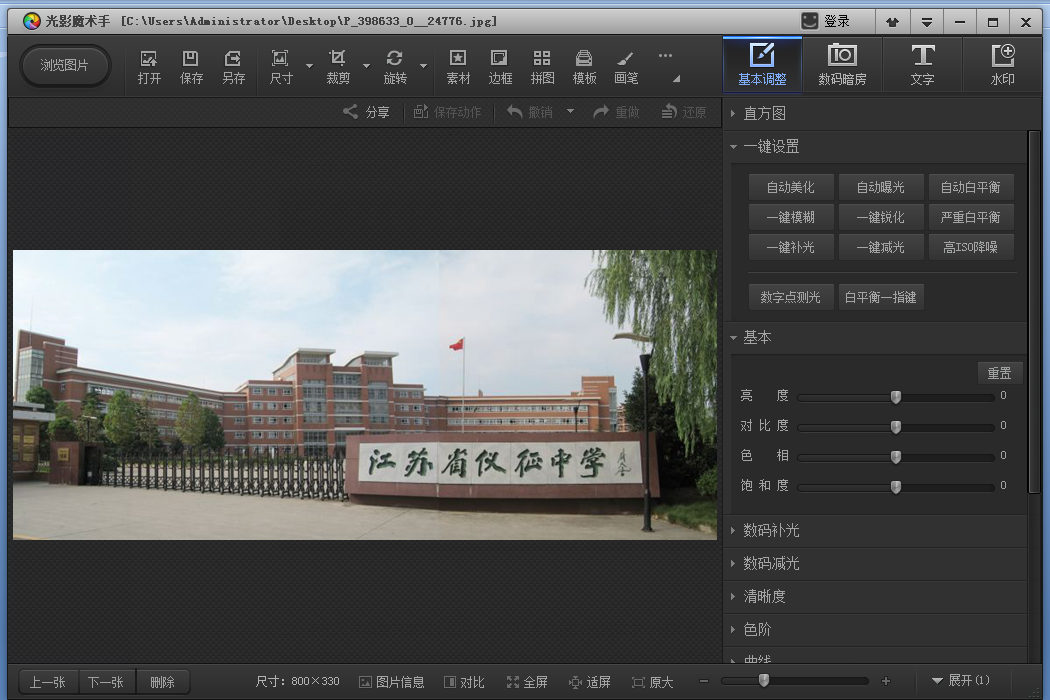 光影魔术手 [C:\Users\Administrator\Desktop\P_398633_0__24776.jpg]
登录
浏览图片
打开 保存 另存 尺寸 裁剪 旋转 素材 边框 拼图 模板 画笔 ...
基本调整 数码暗房 文字 水印
分享 保存动作 撤销 重做 还原
直方图
一键设置
自动美化 自动曝光 自动白平衡
一键模糊 一键锐化 严重白平衡
一键补光 一键减光 高ISO降噪
数字点测光 白平衡一指键
基本
重置
亮 度 0
对 比 度 0
色 相 0
饱 和 度 0
数码补光
数码减光
清晰度
色阶
曲线
江苏省仪征中学
上一张 下一张 删除
尺寸: 800×330 图片信息 对比 全屏 适屏 原大
展开(1)